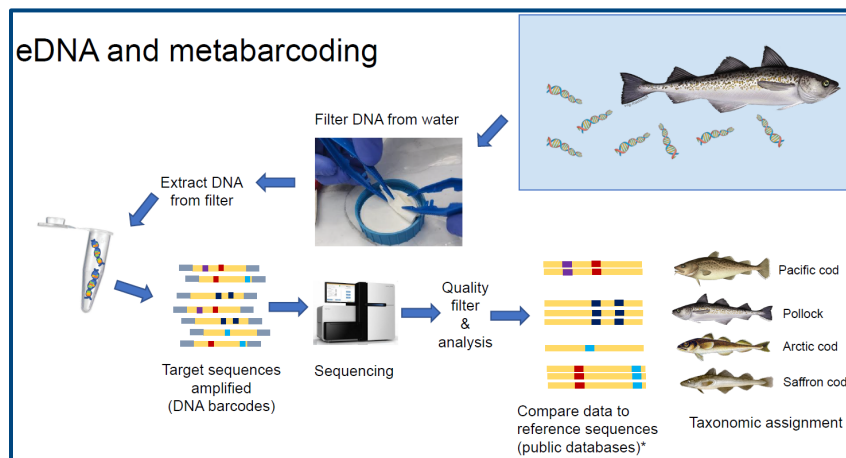 eDNA and metabarcoding
Filter DNA from water
Extract DNA
from filter
Target sequences
amplified
(DNA barcodes)
Sequencing
Quality
filter
&
analysis
Compare data to
reference sequences
(public databases)*
Pacific cod
Pollock
Arctic cod
Saffron cod
Taxonomic assignment